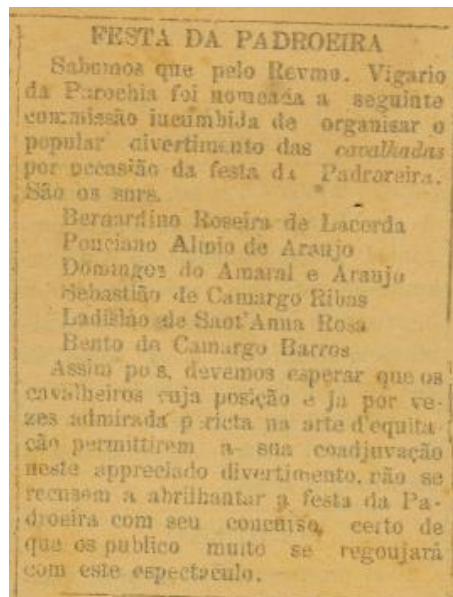 FESTA DA PADROEIRA
Sabemos que pelo Revmo. Vigario
da Parochia foi nomeada a seguinte
commissão incumbida de organisar o
popular divertimento das cavalhadas
por occasião da festa da Padroreira.
São os snrs.
Bernardino Roseira de Lacerda
Ponciano Alipio de Araujo
Domingos do Amaral e Araujo
Sebastião de Camargo Ribas
Ladislão de Sant'Anna Rosa
Bento de Camargo Barros
Assim pois, devemos esperar que os
cavalheiros cuja posição e ja por ve-
zes admirada pericia na arte d'equita
ção permittirem a sua coadjuvação
neste appreciado divertimento, não se
recusem a abrilhantar a festa da Pa-
droeira com seu concurso, certo de
que os publico muito se regoujará
com este espectaculo.